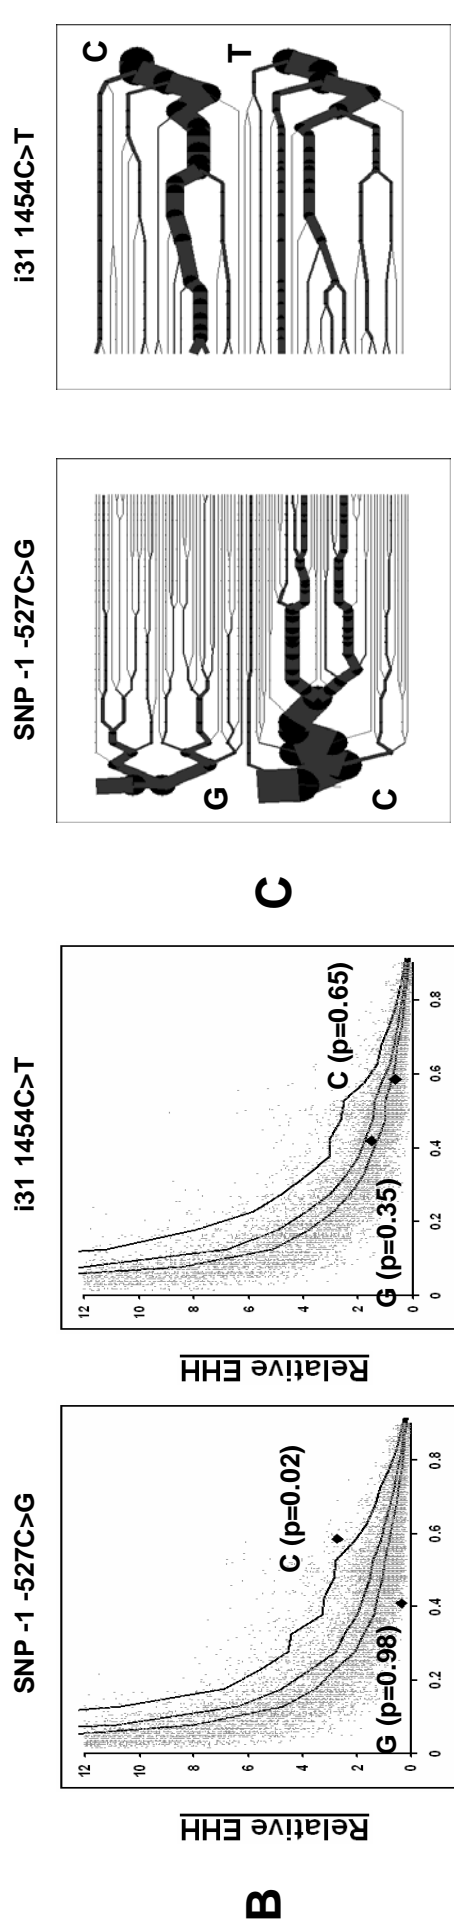 B
SNP -1 -527C>G
Relative EHH
12
10
8
6
4
2
0
0
0.2
0.4
0.6
0.8
C (p=0.02)
G (p=0.98)
i31 1454C>T
Relative EHH
12
10
8
6
4
2
0
0
0.2
0.4
0.6
0.8
C (p=0.65)
G (p=0.35)
C
SNP -1 -527C>G
G
C
i31 1454C>T
C
T